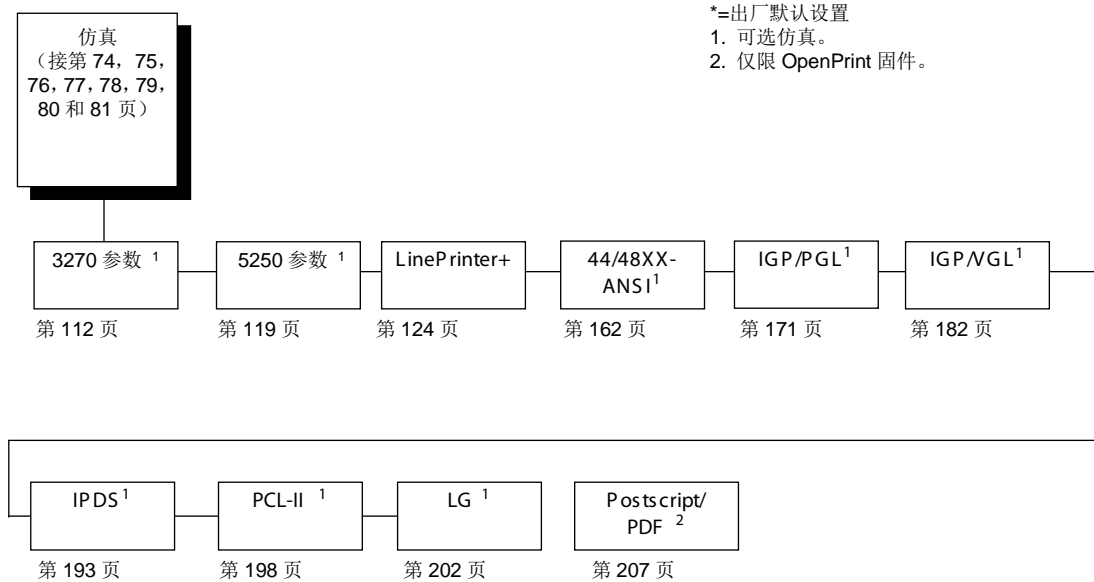 *=出厂默认设置
1. 可选仿真。
2. 仅限 OpenPrint 固件。
仿真
（接第 74，75，
76，77，78，79，
80 和 81 页）
3270 参数 1
5250 参数 1
LinePrinter+
44/48XX-
ANSI1
IGP/PGL1
IGP/VGL1
第 112 页
第 119 页
第 124 页
第 162 页
第 171 页
第 182 页
IPDS1
PCL-II 1
LG 1
Postscript/
PDF 2
第 193 页
第 198 页
第 202 页
第 207 页